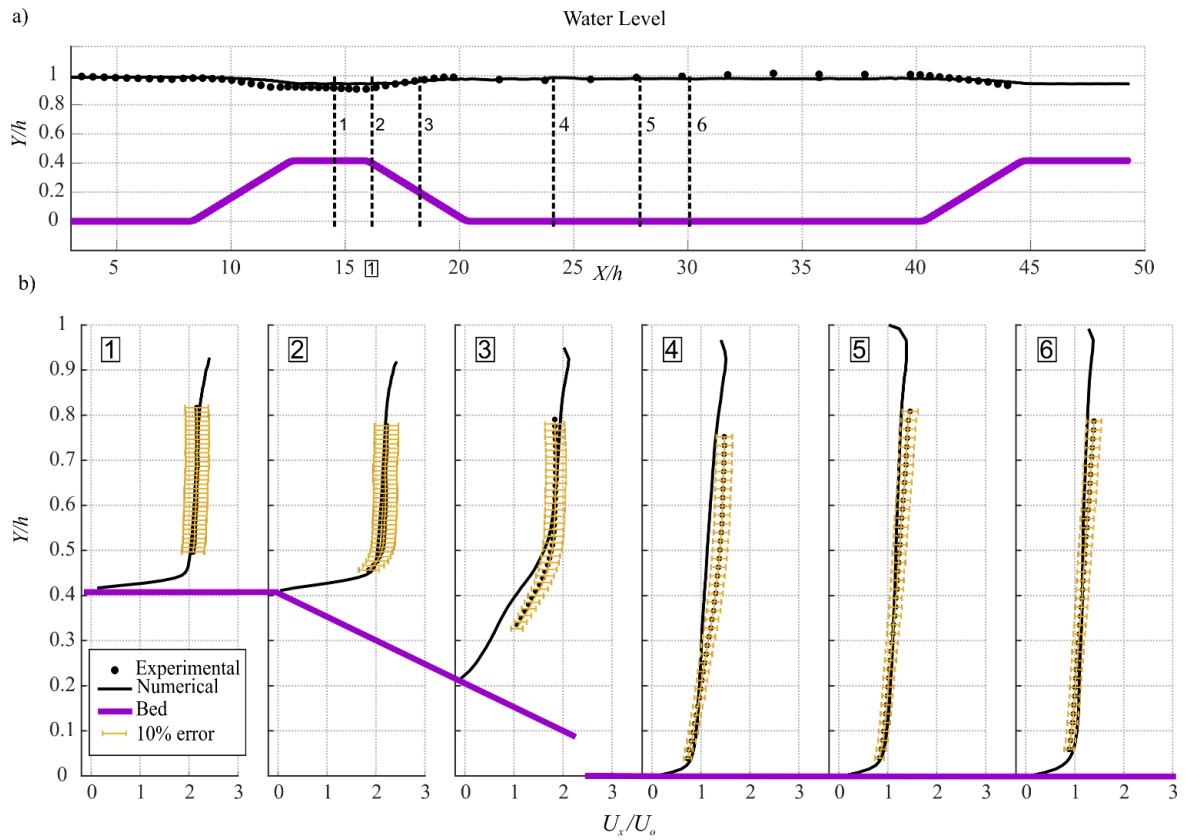 a)
Water Level
Y/h
1
0.8
0.6
0.4
0.2
0
1 2 3 4 5 6
5 10 15 20 25 30 35 40 45 50
1
X/h
b)
1 2 3 4 5 6
Y/h
1
0.9
0.8
0.7
0.6
0.5
0.4
0.3
0.2
0.1
0
Experimental
Numerical
Bed
10% error
0 1 2 3 0 1 2 3 0 1 2 0 1 2 0 1 2 0 1 2 3
Uₓ/Uₒ